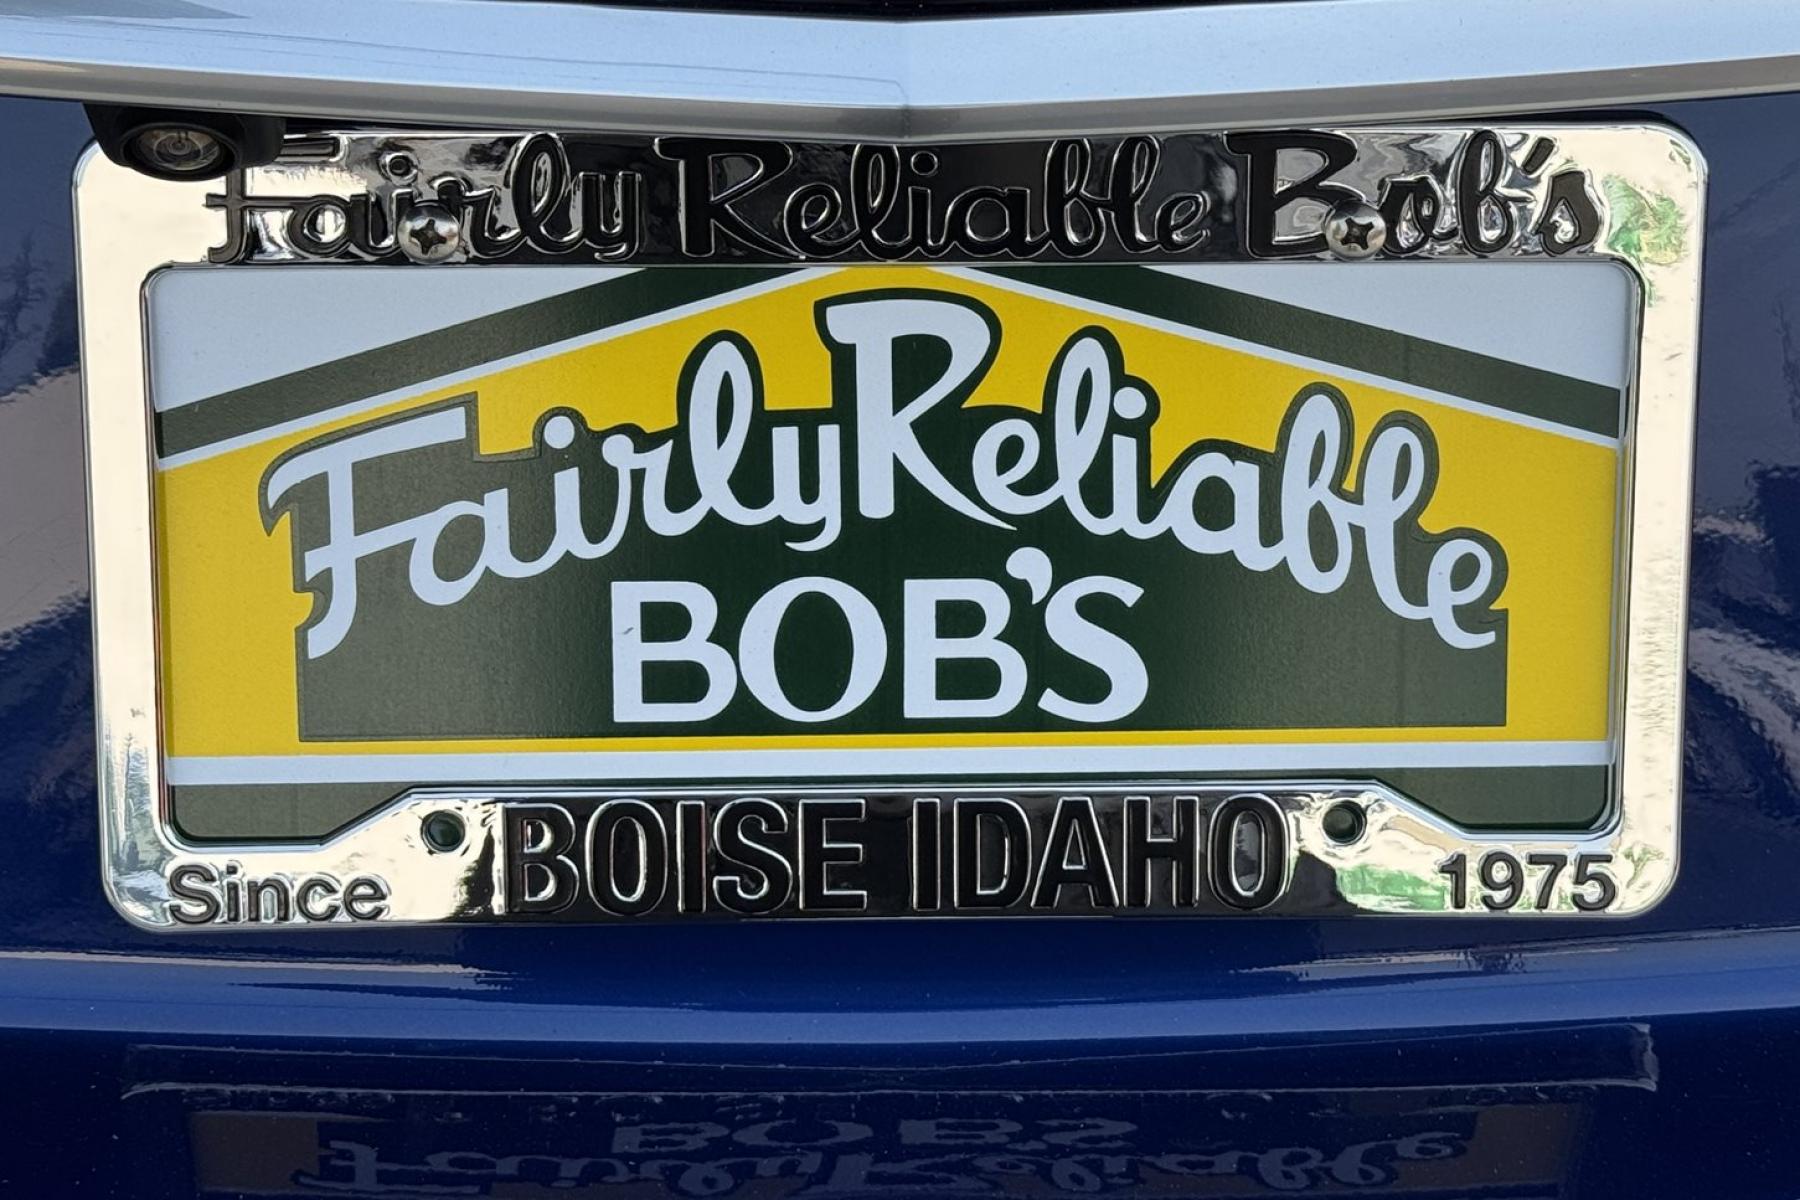 Fairly Reliable Bob's
Fairly Reliable
BOB'S
BOISE IDAHO
Since 1975